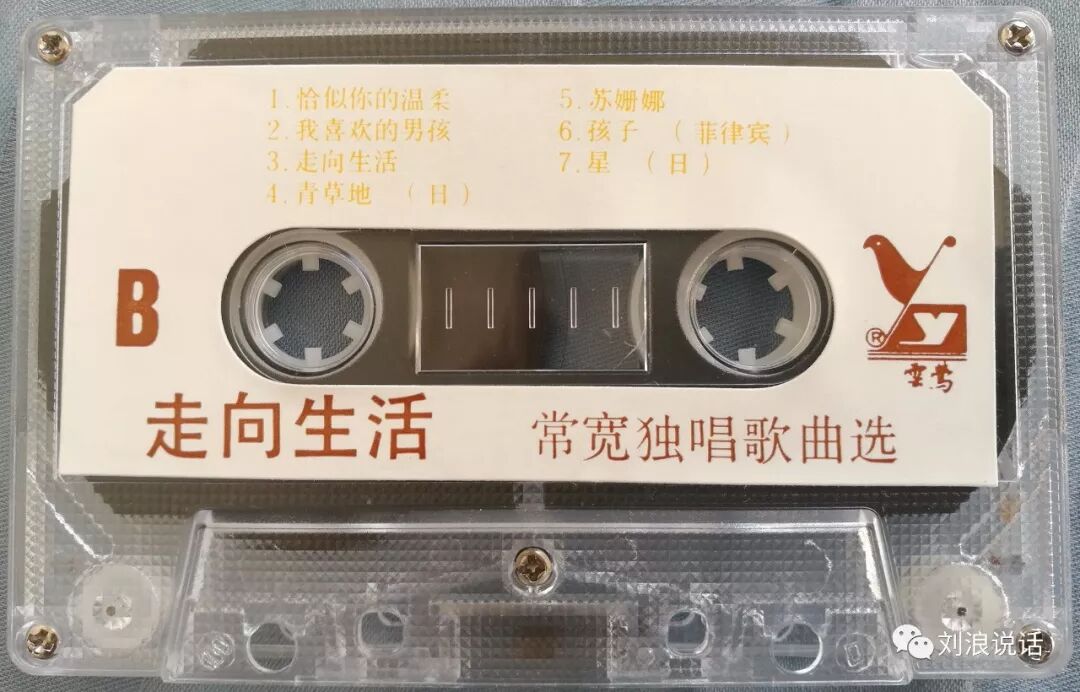 1.恰似你的温柔
2.我喜欢的男孩
3.走向生活
4.青草地 （日）
5.苏姗娜
6.孩子 （菲律宾）
7.星 （日）
B
Y
®
雲莺
走向生活
常宽独唱歌曲选
刘浪说话